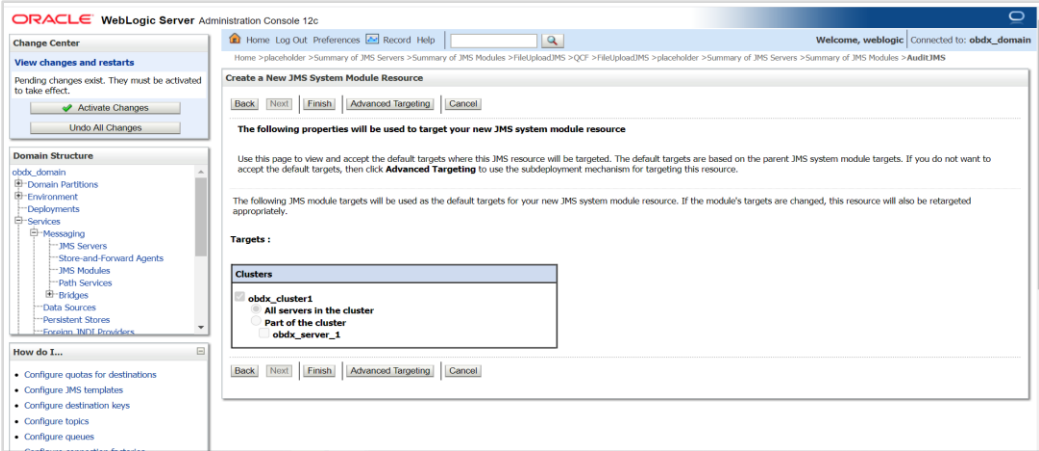 ORACLE WebLogic Server Administration Console 12c
Change Center
View changes and restarts
Pending changes exist. They must be activated
to take effect.
Activate Changes
Undo All Changes
Domain Structure
obdx_domain
Domain Partitions
Environment
Deployments
Services
Messaging
JMS Servers
Store-and-Forward Agents
JMS Modules
Path Services
Bridges
Data Sources
Persistent Stores
Foreign JNDI Providers
How do I...
Configure quotas for destinations
Configure JMS templates
Configure destination keys
Configure topics
Configure queues
Configure connection factories
Home Log Out Preferences Record Help
Welcome, weblogic Connected to: obdx_domain
Home >placeholder >Summary of JMS Servers >Summary of JMS Modules >FileUploadJMS >QCF >FileUploadJMS >placeholder >Summary of JMS Servers >Summary of JMS Modules >AuditJMS
Create a New JMS System Module Resource
Back Next Finish Advanced Targeting Cancel
The following properties will be used to target your new JMS system module resource
Use this page to view and accept the default targets where this JMS resource will be targeted. The default targets are based on the parent JMS system module targets. If you do not want to
accept the default targets, then click Advanced Targeting to use the subdeployment mechanism for targeting this resource.
The following JMS module targets will be used as the default targets for your new JMS system module resource. If the module's targets are changed, this resource will also be retargeted
appropriately.
Targets :
Clusters
obdx_cluster1
All servers in the cluster
Part of the cluster
obdx_server_1
Back Next Finish Advanced Targeting Cancel